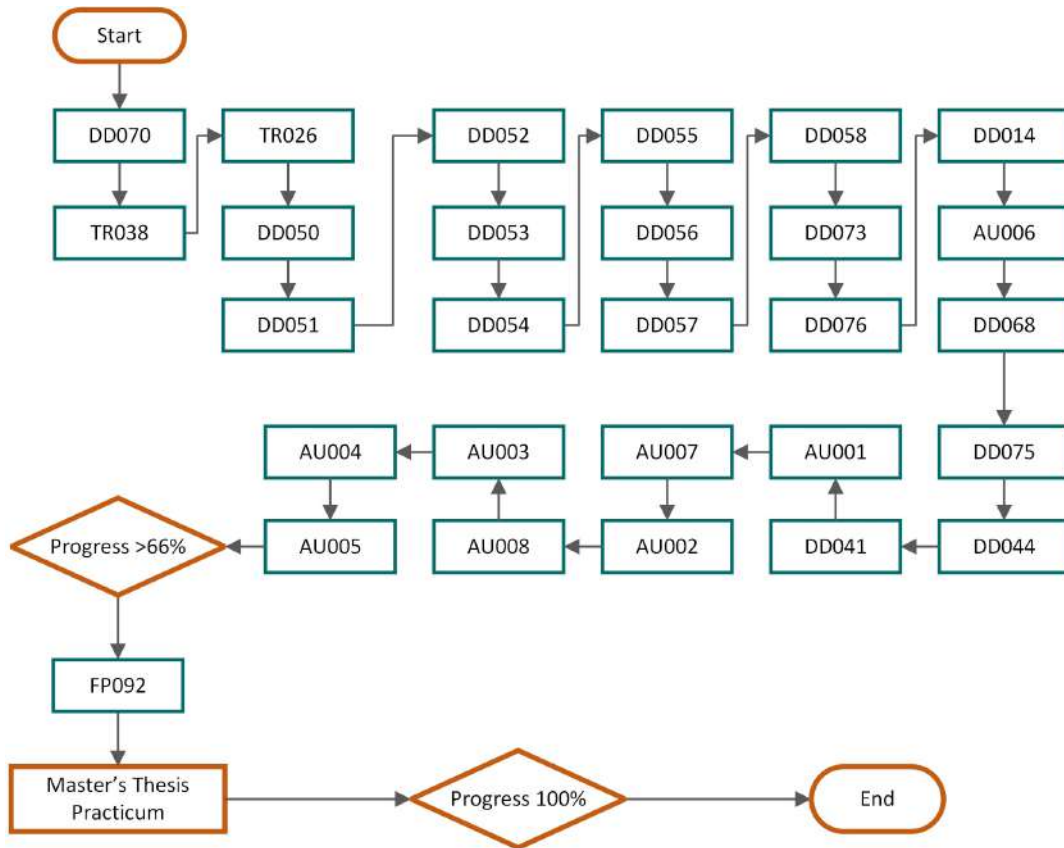 Start
DD070
TR026
DD052
DD055
DD058
DD014
TR038
DD050
DD053
DD056
DD073
AU006
DD051
DD054
DD057
DD076
DD068
AU004
AU003
AU007
AU001
DD075
Progress >66%
AU005
AU008
AU002
DD041
DD044
FP092
Master's Thesis
Practicum
Progress 100%
End